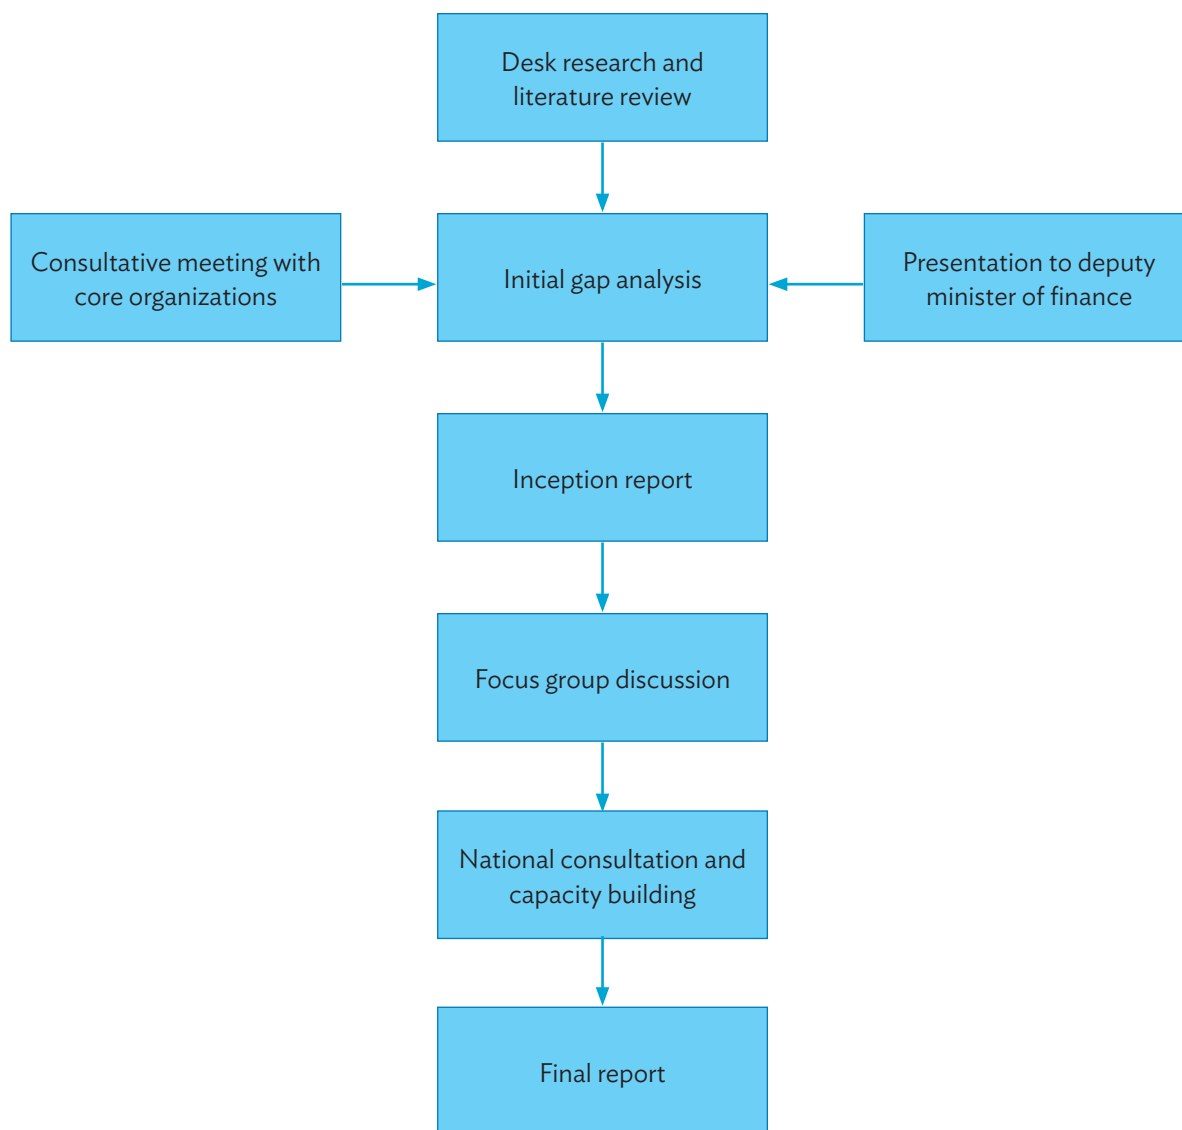 Desk research and
literature review
Consultative meeting with
core organizations
Initial gap analysis
Presentation to deputy
minister of finance
Inception report
Focus group discussion
National consultation and
capacity building
Final report